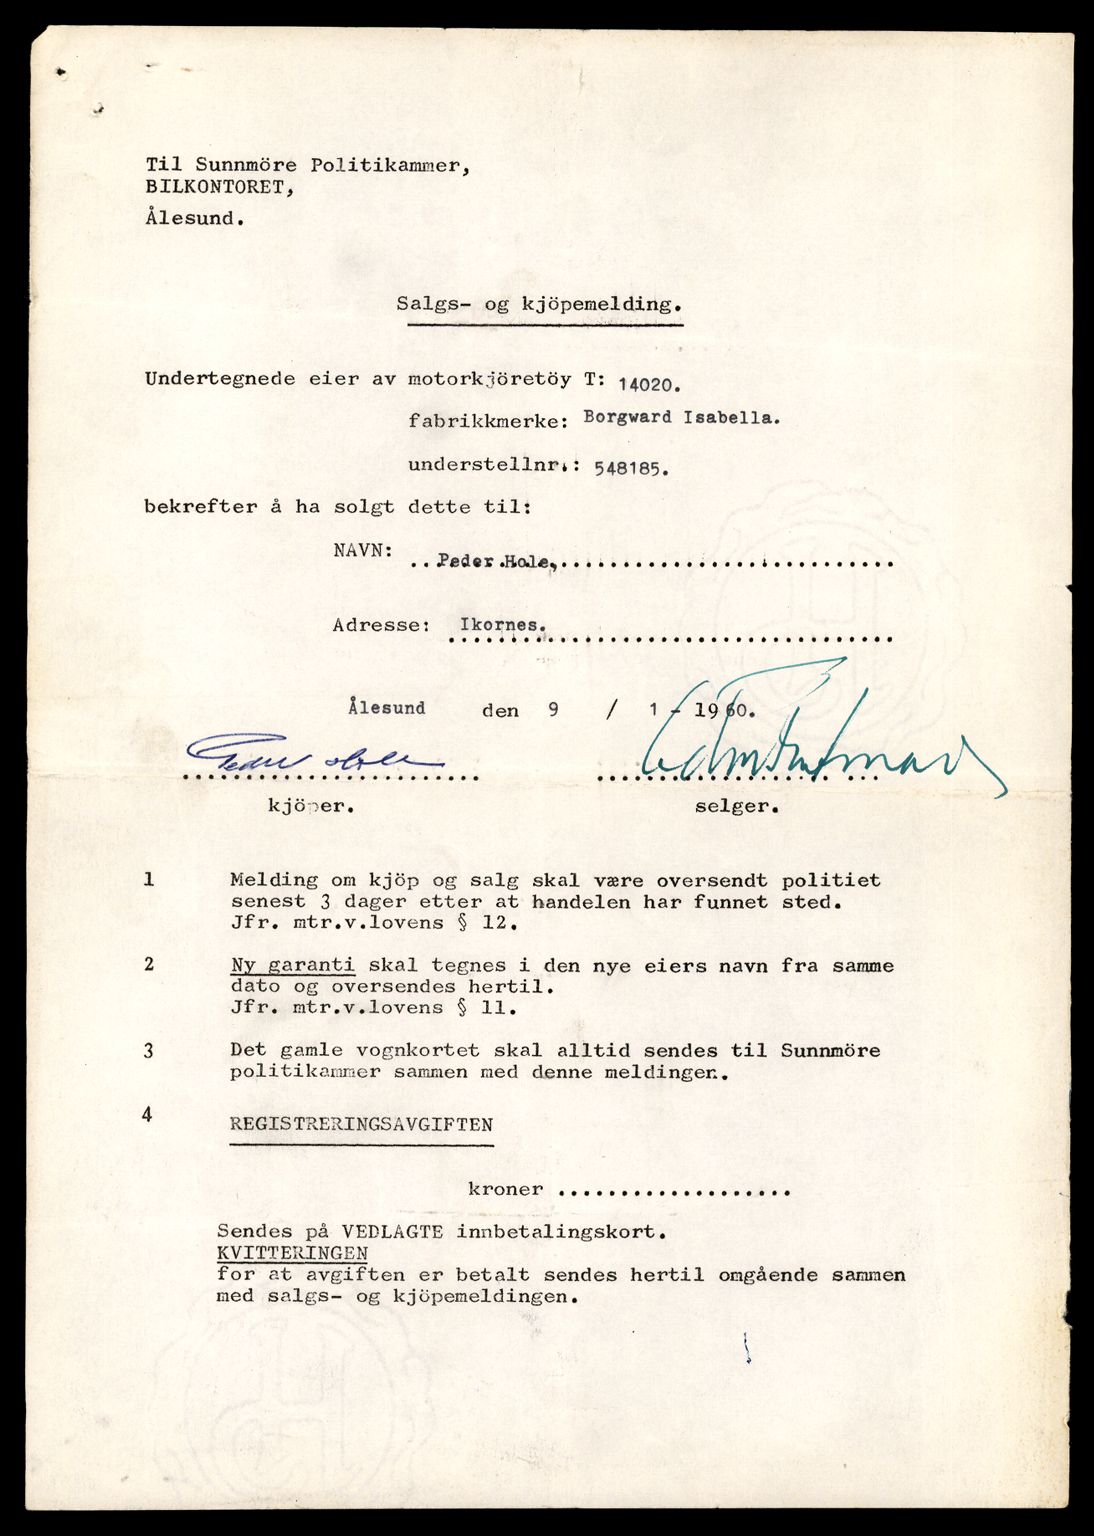 Til Sunnmöre Politikammer,
BILKONTORET,
Ålesund.
Salgs- og kjöpemelding.
Undertegnede eier av motorkjöretöy T: 14020.
fabrikkmerke: Borgward Isabella.
understellnr.: 548185.
bekrefter å ha solgt dette til:
NAVN: Peder Hole,
Adresse: Ikornes.
Ålesund den 9 / 1 - 1960.
Peder Hole
kjöper. selger.
1 Melding om kjöp og salg skal være oversendt politiet
senest 3 dager etter at handelen har funnet sted.
Jfr. mtr.v.lovens § 12.
2 Ny garanti skal tegnes i den nye eiers navn fra samme
dato og oversendes hertil.
Jfr. mtr.v.lovens § 11.
3 Det gamle vognkortet skal alltid sendes til Sunnmöre
politikammer sammen med denne meldingen.
4 REGISTRERINGSAVGIFTEN
kroner ...................
Sendes på VEDLAGTE innbetalingskort.
KVITTERINGEN
for at avgiften er betalt sendes hertil omgående sammen
med salgs- og kjöpemeldingen.